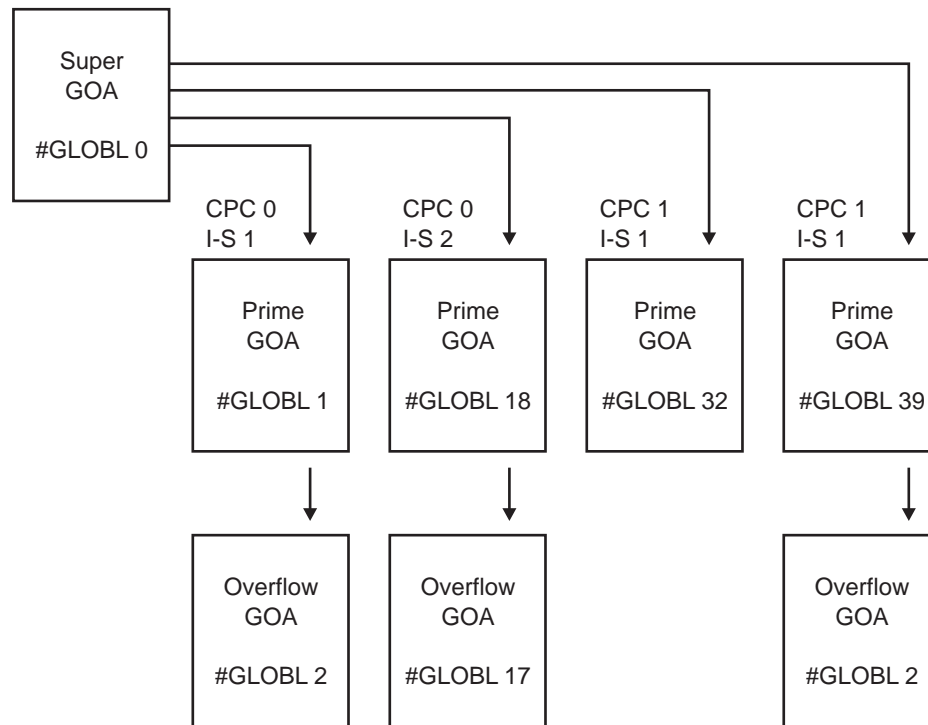 Super
GOA
#GLOBL 0
CPC 0
I-S 1
CPC 0
I-S 2
CPC 1
I-S 1
CPC 1
I-S 1
Prime
GOA
#GLOBL 1
Prime
GOA
#GLOBL 18
Prime
GOA
#GLOBL 32
Prime
GOA
#GLOBL 39
Overflow
GOA
#GLOBL 2
Overflow
GOA
#GLOBL 17
Overflow
GOA
#GLOBL 2